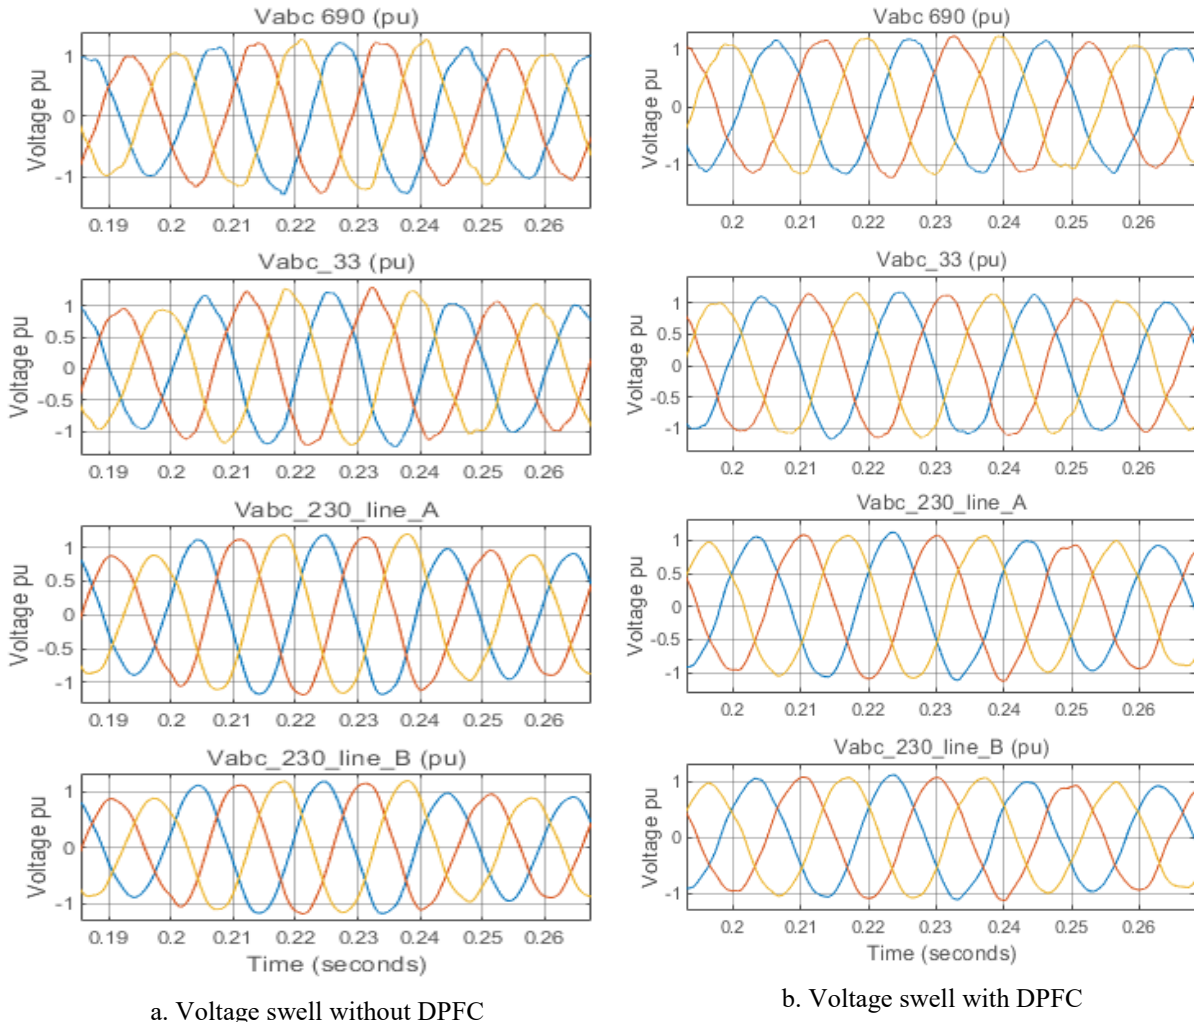 Vabc 690 (pu)
Voltage pu
1
0
-1
0.19 0.2 0.21 0.22 0.23 0.24 0.25 0.26
Vabc_33 (pu)
Voltage pu
1
0.5
0
-0.5
-1
0.19 0.2 0.21 0.22 0.23 0.24 0.25 0.26
Vabc_230_line_A
Voltage pu
1
0.5
0
-0.5
-1
0.19 0.2 0.21 0.22 0.23 0.24 0.25 0.26
Vabc_230_line_B (pu)
Voltage pu
1
0
-1
0.19 0.2 0.21 0.22 0.23 0.24 0.25 0.26
Time (seconds)
a. Voltage swell without DPFC
Vabc 690 (pu)
Voltage pu
1
0
-1
0.2 0.21 0.22 0.23 0.24 0.25 0.26
Vabc_33 (pu)
Voltage pu
1
0.5
0
-0.5
-1
0.2 0.21 0.22 0.23 0.24 0.25 0.26
Vabc_230_line_A
Voltage pu
1
0.5
0
-0.5
-1
0.2 0.21 0.22 0.23 0.24 0.25 0.26
Vabc_230_line_B (pu)
Voltage pu
1
0
-1
0.2 0.21 0.22 0.23 0.24 0.25 0.26
Time (seconds)
b. Voltage swell with DPFC